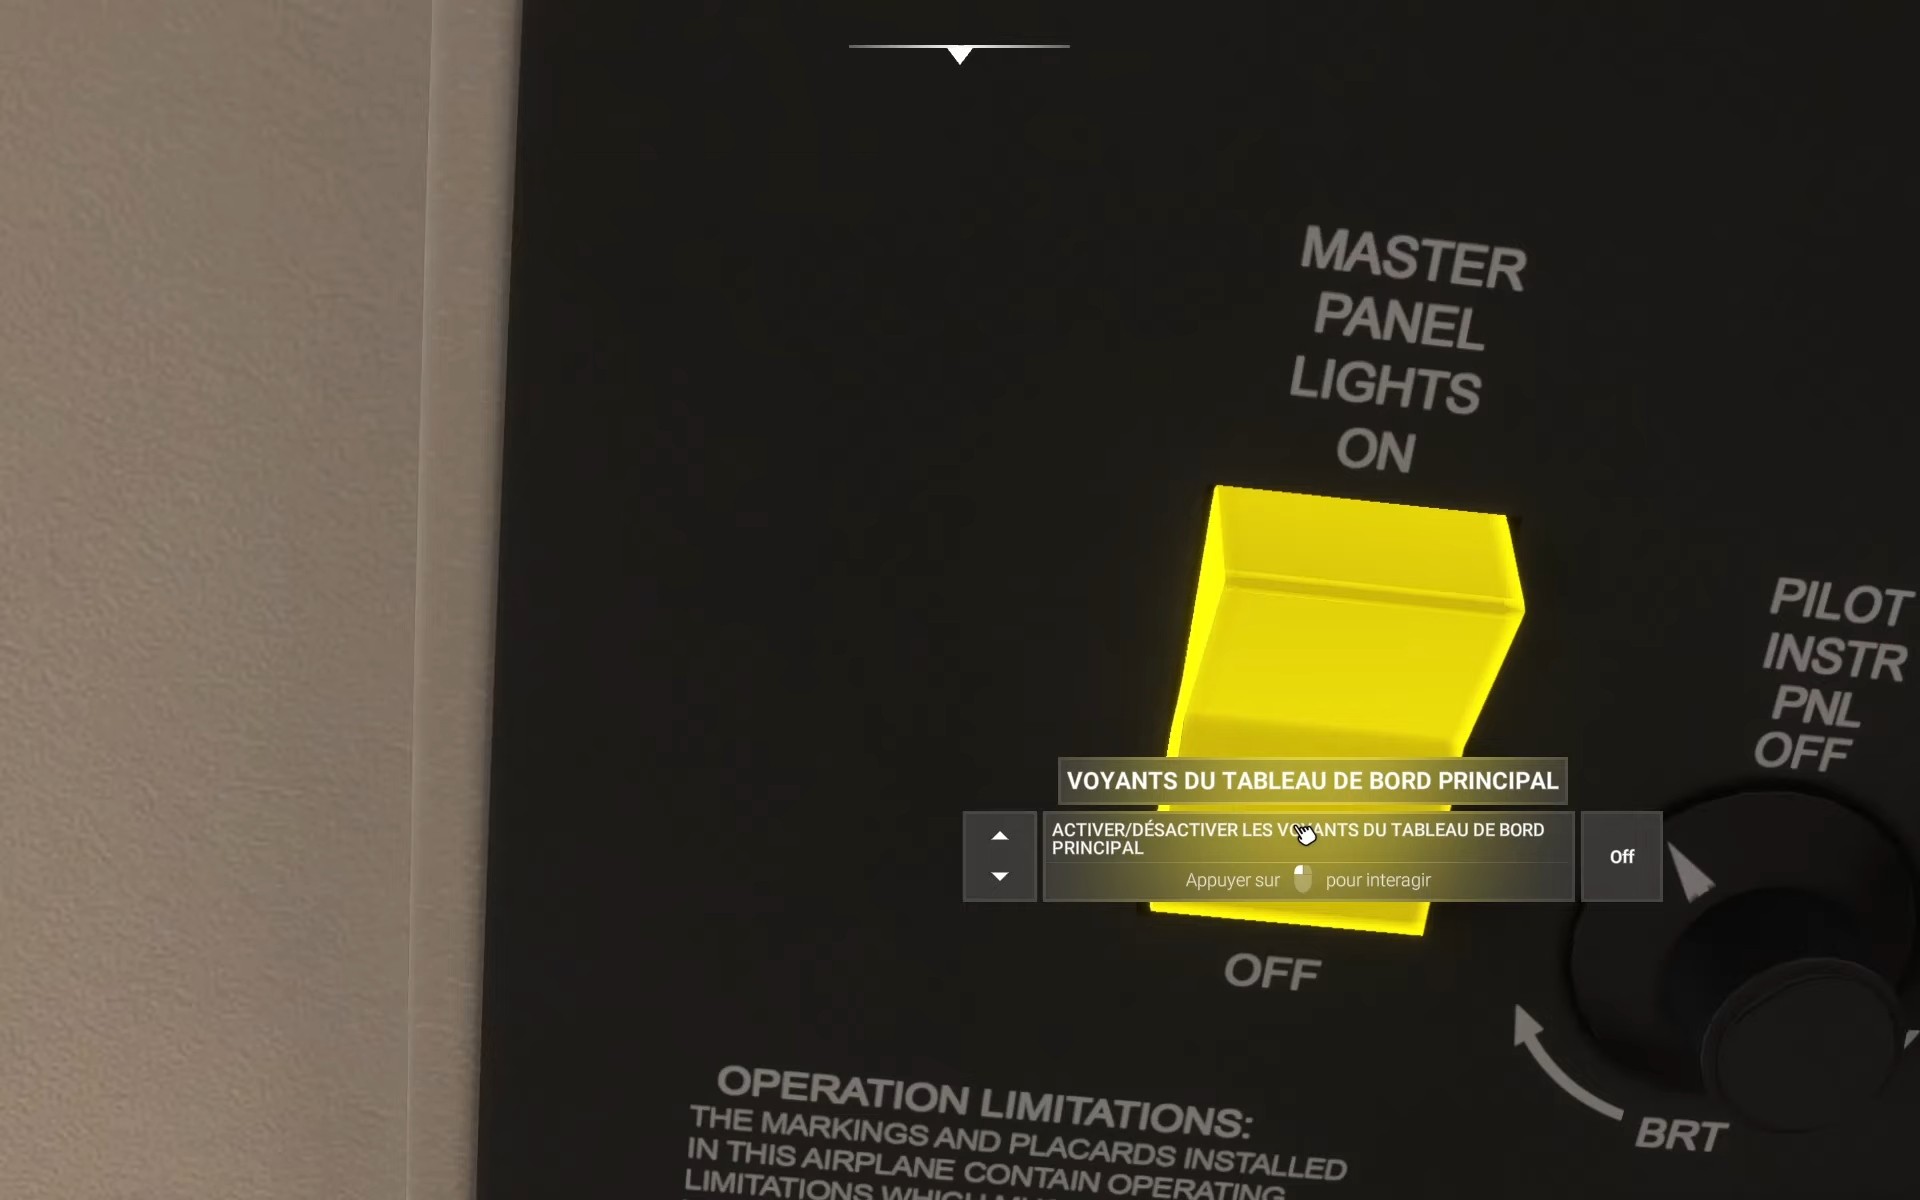 MASTER
PANEL
LIGHTS
ON
PILOT
INSTR
PNL
OFF
VOYANTS DU TABLEAU DE BORD PRINCIPAL
ACTIVER/DÉSACTIVER LES VOYANTS DU TABLEAU DE BORD
PRINCIPAL
Appuyer sur pour interagir
Off
OFF
BRT
OPERATION LIMITATIONS:
THE MARKINGS AND PLACARDS INSTALLED
IN THIS AIRPLANE CONTAIN OPERATING
LIMITATIONS WHICH